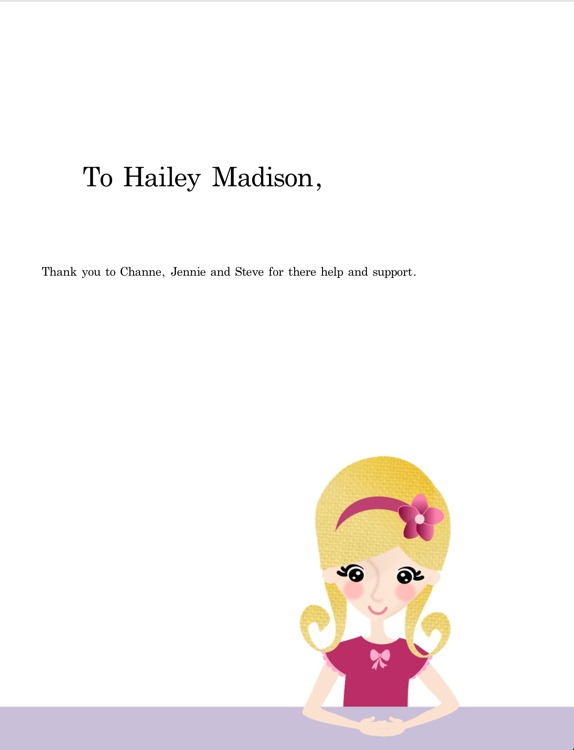 To Hailey Madison,
Thank you to Channe, Jennie and Steve for there help and support.